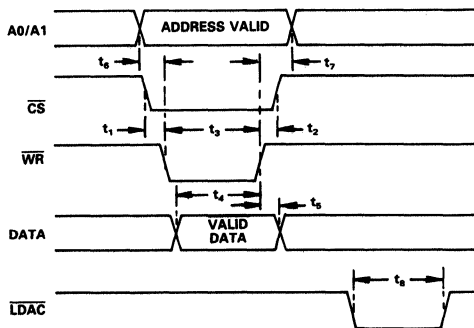 A0/A1
ADDRESS VALID
t6
t7
CS
t1
t3
t2
WR
t4
t5
DATA
VALID
DATA
t8
LDAC